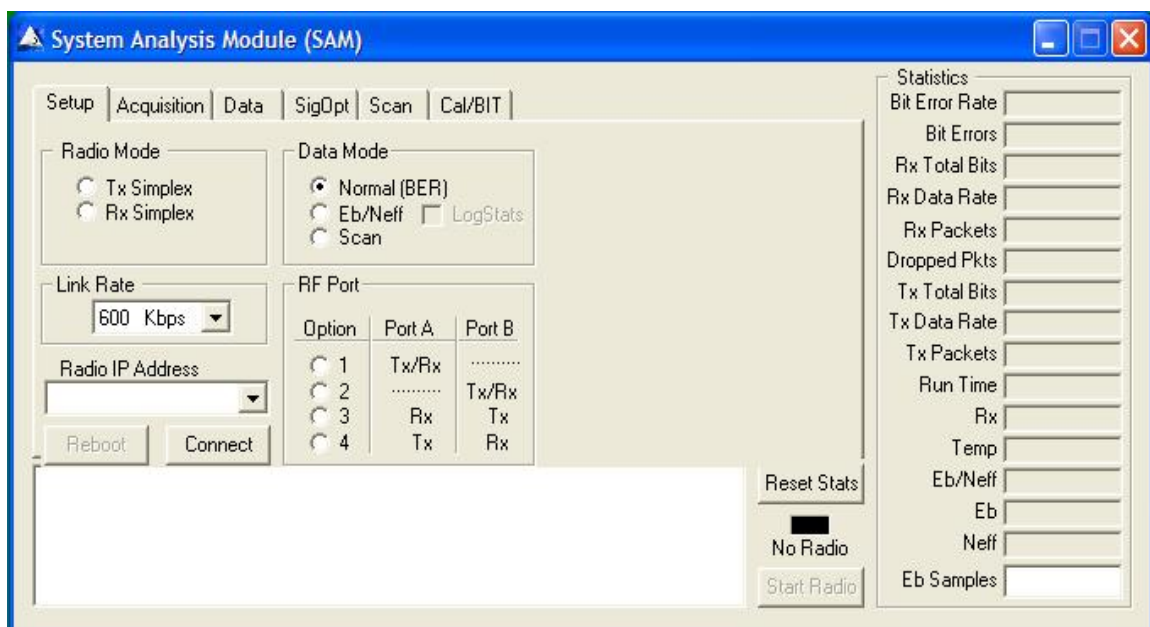 System Analysis Module (SAM)
Setup Acquisition Data SigOpt Scan Cal/BIT
Radio Mode
Tx Simplex
Rx Simplex
Data Mode
Normal (BER)
Eb/Neff LogStats
Scan
Link Rate
600 Kbps
RF Port
Option Port A Port B
1 Tx/Rx ..........
2 .......... Tx/Rx
3 Rx Tx
4 Tx Rx
Radio IP Address
Reboot Connect
Reset Stats
No Radio
Start Radio
Statistics
Bit Error Rate
Bit Errors
Rx Total Bits
Rx Data Rate
Rx Packets
Dropped Pkts
Tx Total Bits
Tx Data Rate
Tx Packets
Run Time
Rx
Temp
Eb/Neff
Eb
Neff
Eb Samples